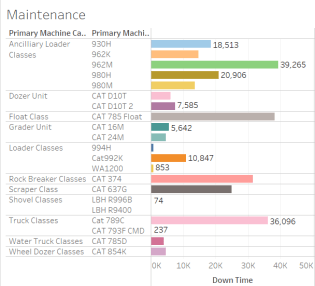 Maintenance
Primary Machine Ca.. Primary Machi..
Ancilliary Loader 930H 18,513
Classes 962K
962M 39,265
980H 20,906
980M
Dozer Unit CAT D10T
CAT D10T 2 7,585
Float Class CAT 785 Float
Grader Unit CAT 16M 5,642
CAT 24M
Loader Classes 994H
Cat992K 10,847
WA1200 853
Rock Breaker Classes CAT 374
Scraper Class CAT 637G
Shovel Classes LBH R996B 74
LBH R9400
Truck Classes Cat 789C 36,096
CAT 793F CMD 237
Water Truck Classes CAT 785D
Wheel Dozer Classes CAT 854K
0K 10K 20K 30K 40K 50K
Down Time